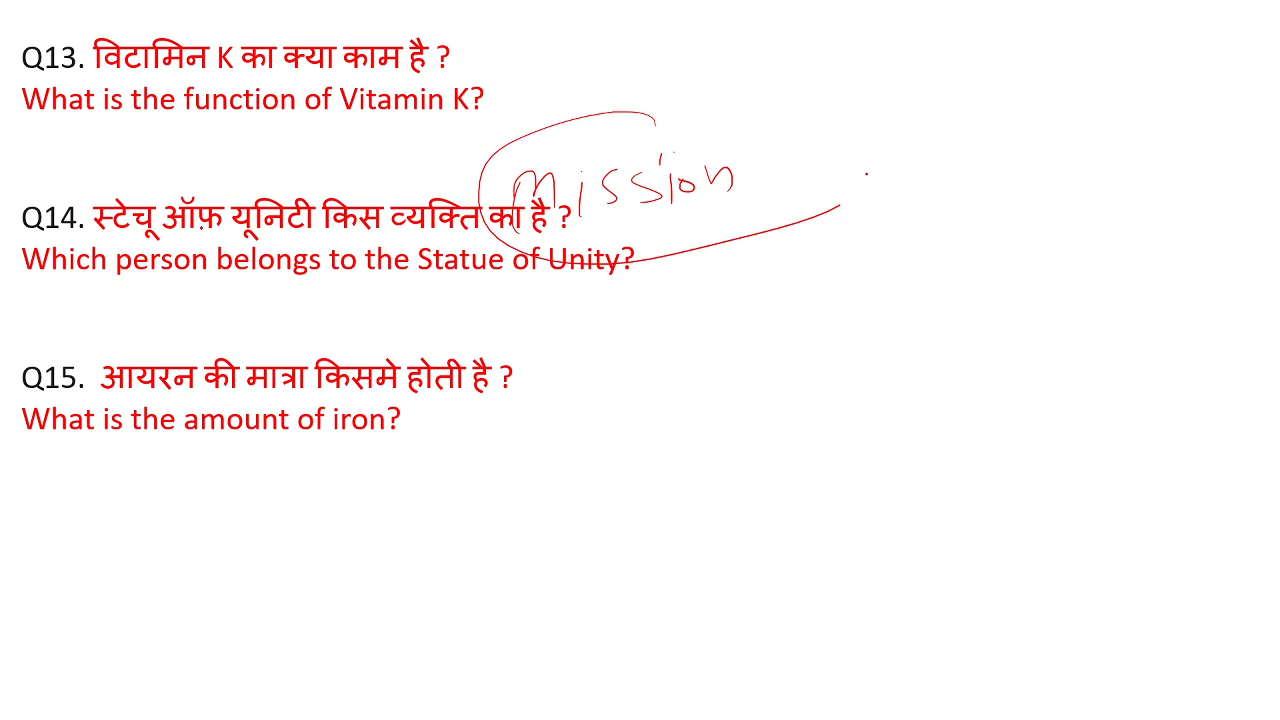 Q13. विटामिन K का क्या काम है ?
What is the function of Vitamin K?
mission
Q14. स्टेचू ऑफ़ यूनिटी किस व्यक्ति का है ?
Which person belongs to the Statue of Unity?
Q15. आयरन की मात्रा किसमे होती है ?
What is the amount of iron?